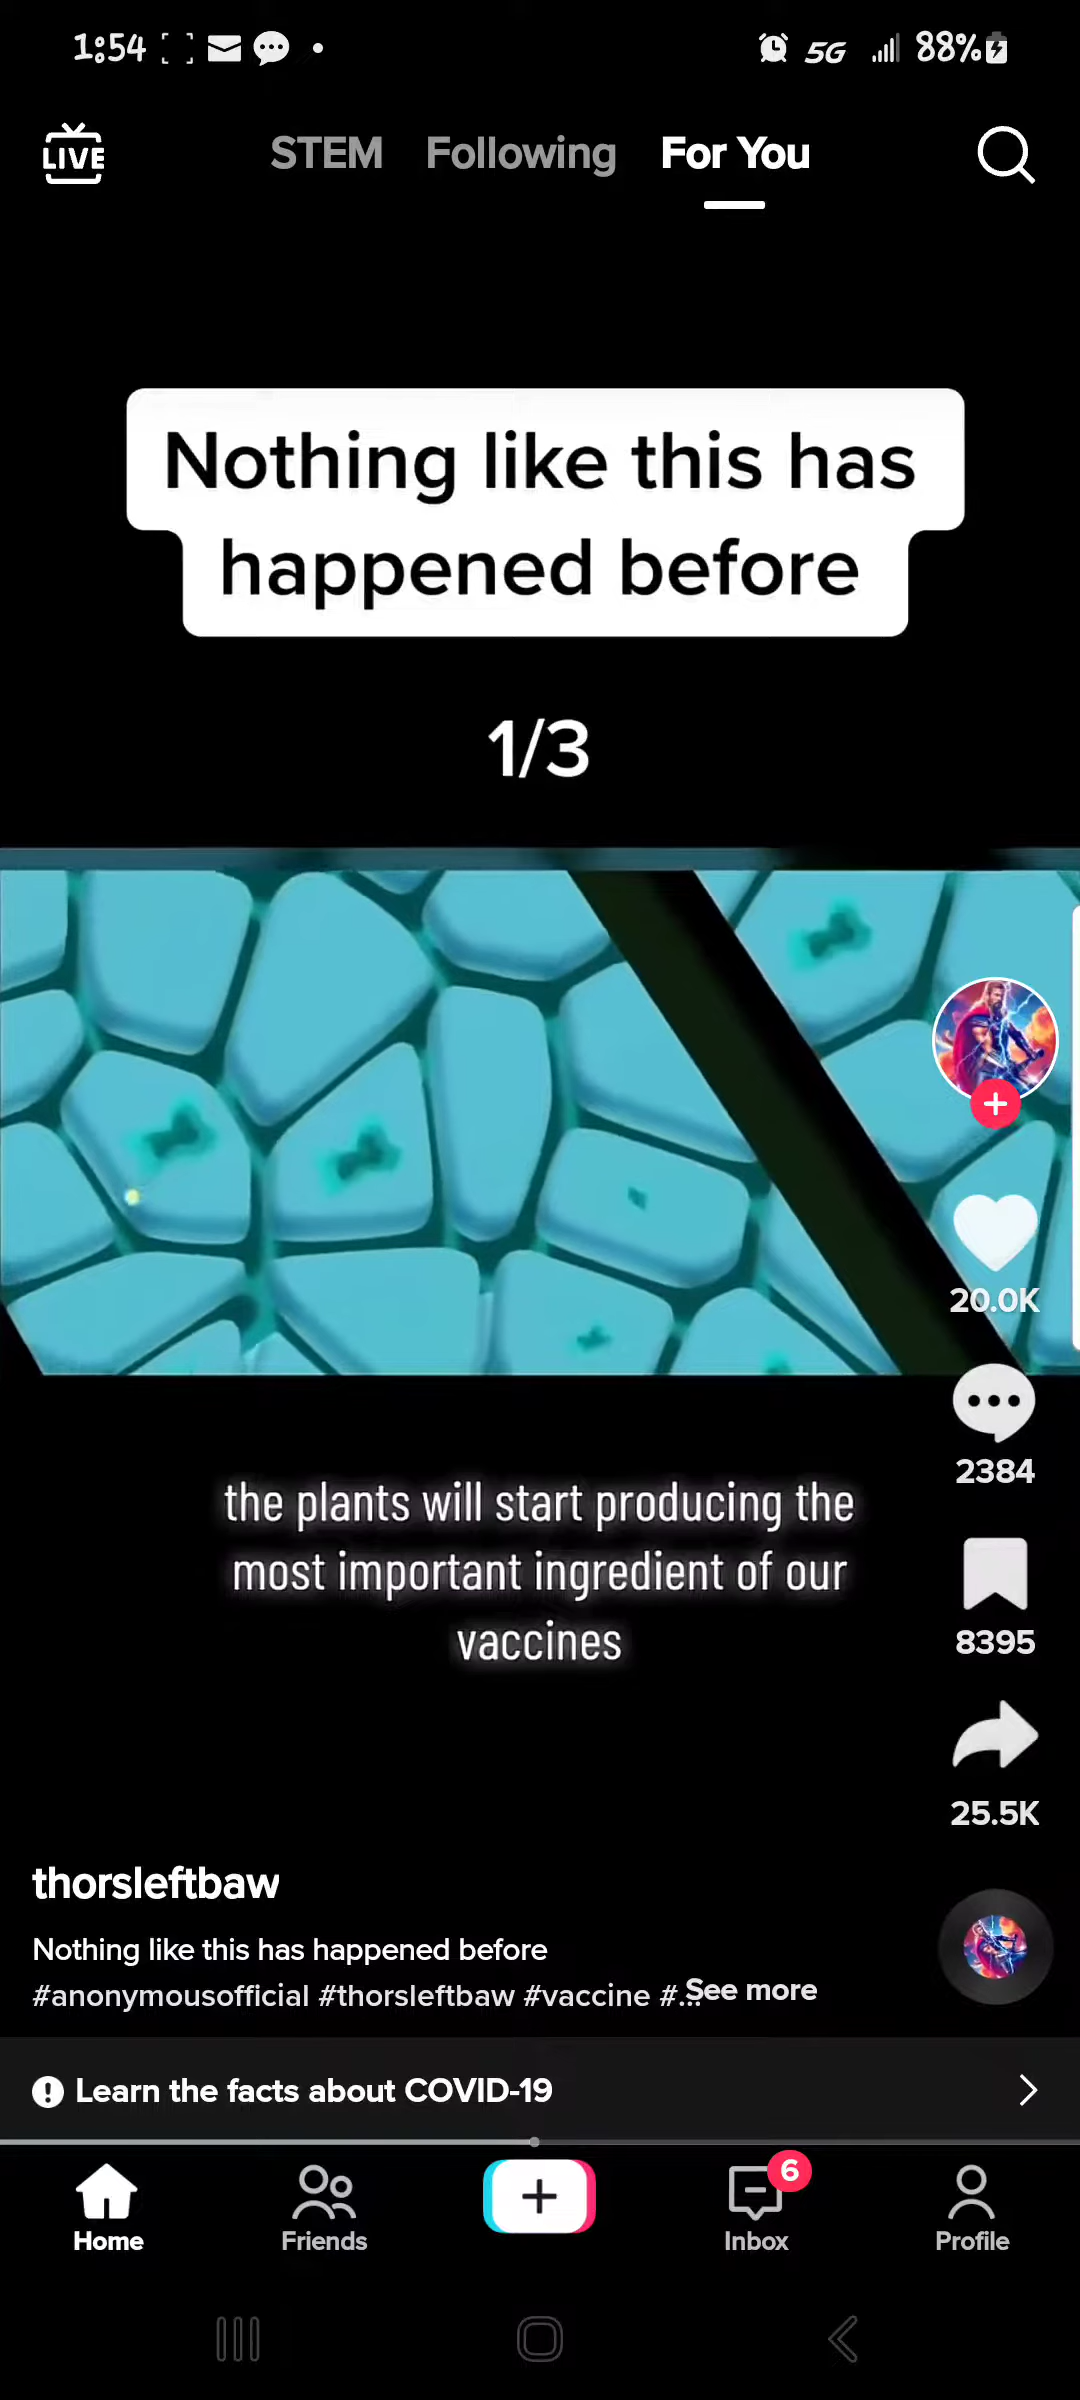 1:54
5G
88%
LIVE
STEM Following For You
Nothing like this has
happened before
1/3
20.0K
the plants will start producing the
most important ingredient of our
vaccines
2384
8395
25.5K
thorsleftbaw
Nothing like this has happened before
#anonymousofficial #thorsleftbaw #vaccine #... See more
Learn the facts about COVID-19
6
Home Friends Inbox Profile